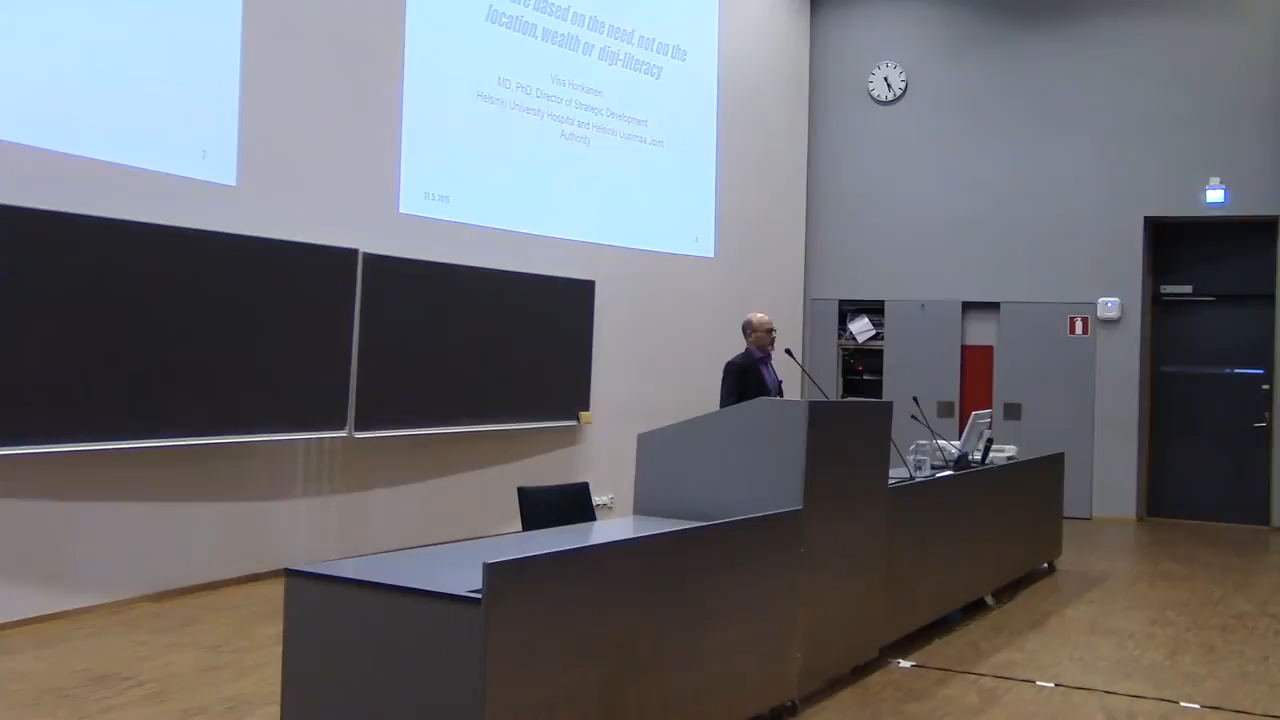 based on the need, not on the
location, wealth or digi-literacy
Visa Honkanen
MD, PhD, Director of Strategic Development
Helsinki University Hospital and Helsinki Uusimaa Joint
Authority
2